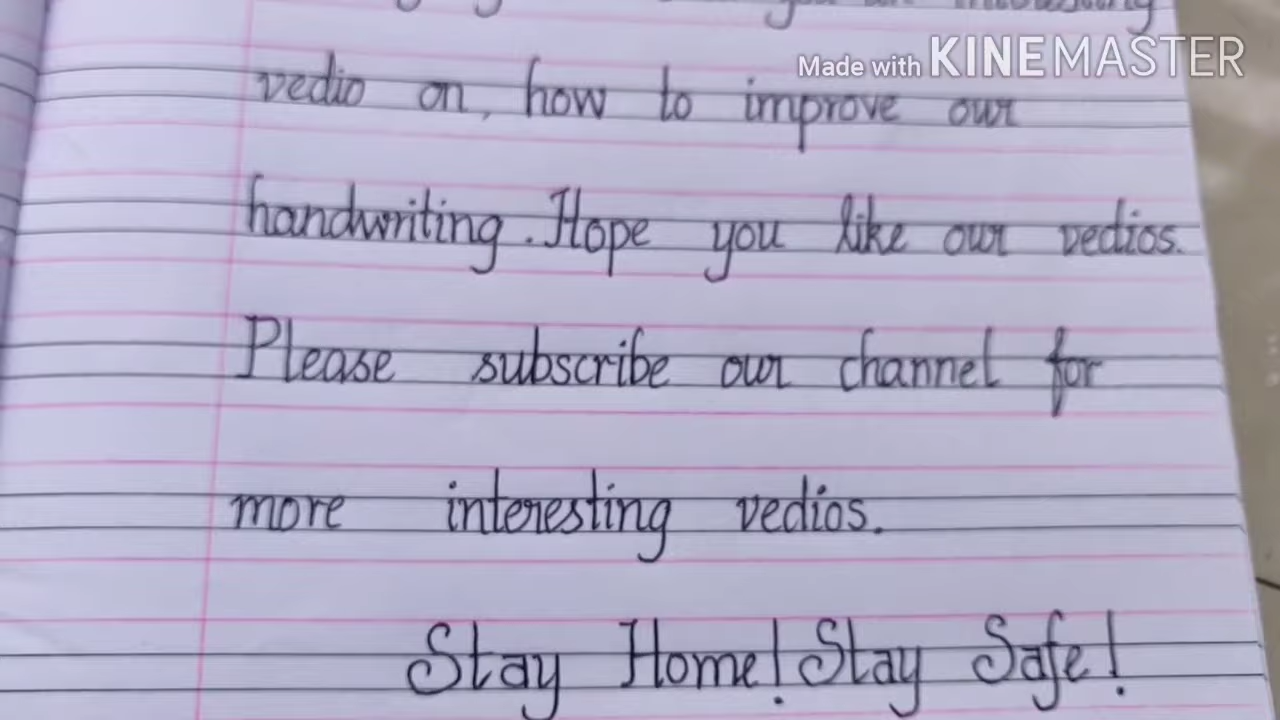 interesting
Made with KINEMASTER
vedio on, how to improve our
handwriting. Hope you like our vedios.
Please subscribe our channel for
more interesting vedios.
Stay Home! Stay Safe!